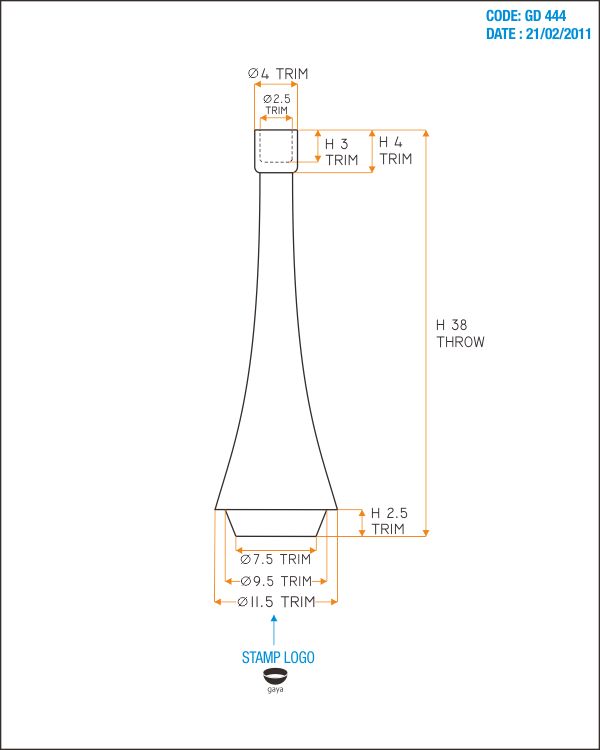 CODE: GD 444
DATE : 21/02/2011
Ø4 TRIM
Ø2.5
TRIM
H 3
TRIM
H 4
TRIM
H 38
THROW
H 2.5
TRIM
Ø7.5 TRIM
Ø9.5 TRIM
Ø11.5 TRIM
STAMP LOGO
gaya